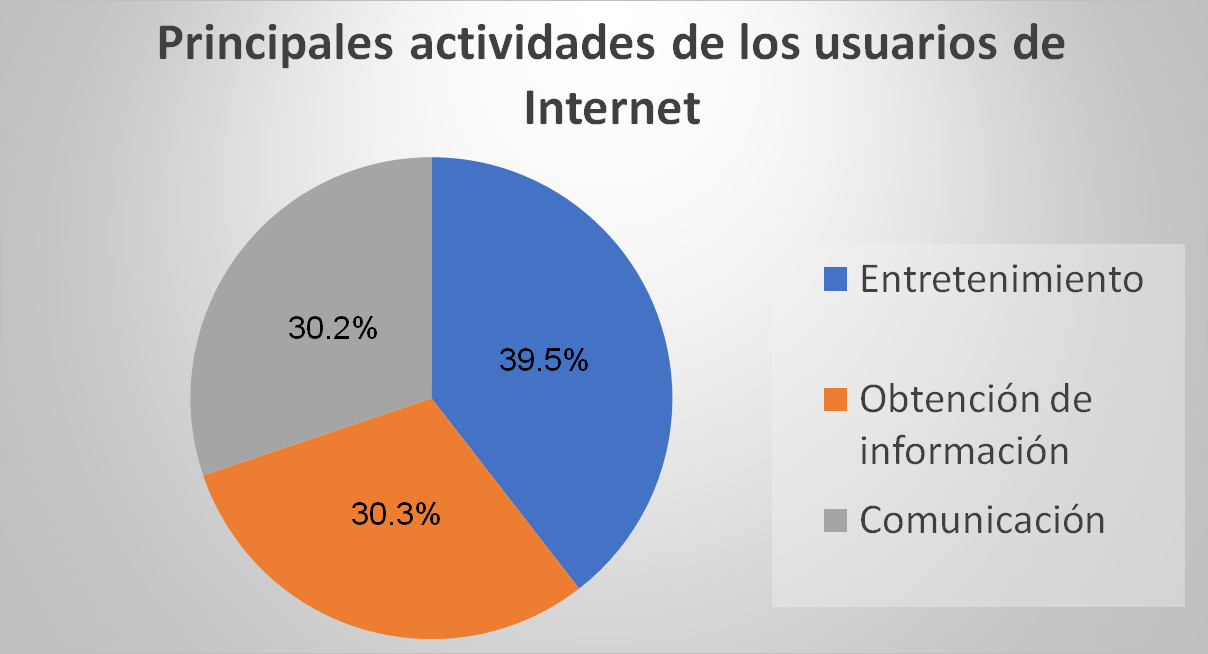 Principales actividades de los usuarios de
Internet
30.2%
39.5%
30.3%
Entretenimiento
Obtención de
información
Comunicación